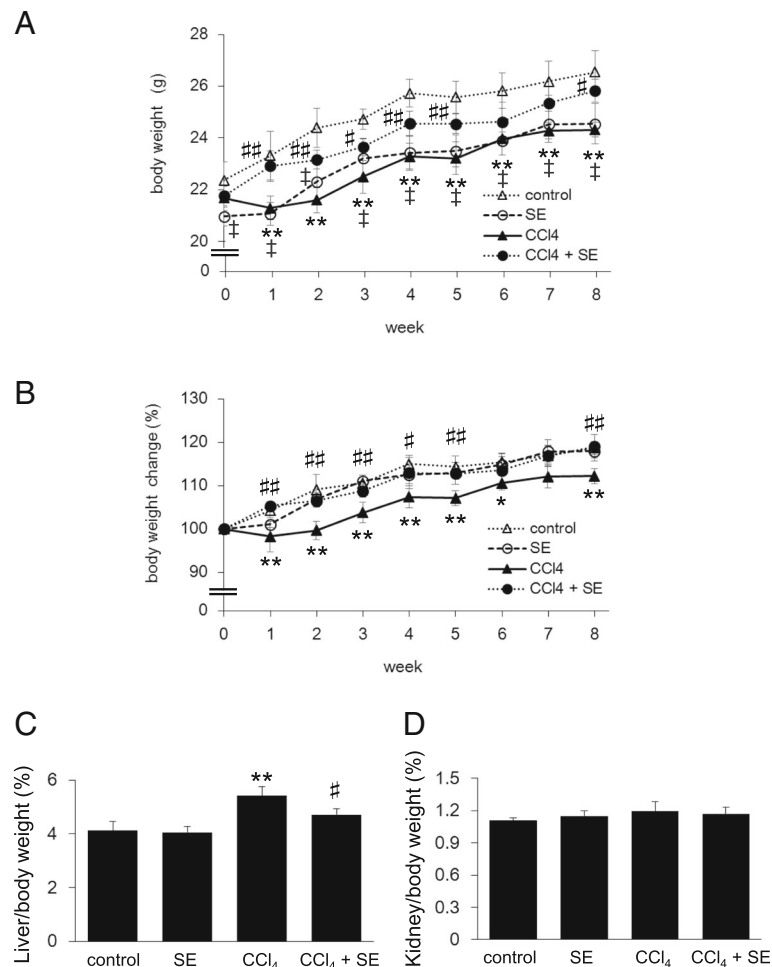 A
body weight (g)
28
26
24
22
20
0
♯♯ ♯♯ ♯ ♯♯ ♯♯ ♯
‡ ** ** ** ** ** ** ** **
‡ ‡ ‡ ‡ ‡ ‡ ‡ ‡
control
SE
CCl4
CCl4 + SE
0 1 2 3 4 5 6 7 8
week
B
body weight change (%)
130
120
110
100
90
0
♯♯ ♯♯ ♯♯ ♯ ♯♯ ♯♯
** ** ** ** ** * **
control
SE
CCl4
CCl4 + SE
0 1 2 3 4 5 6 7 8
week
C
Liver/body weight (%)
6
4
2
0
** ♯
control SE CCl₄ CCl₄ + SE
D
Kidney/body weight (%)
1.5
1.2
0.9
0.6
0.3
0
control SE CCl₄ CCl₄ + SE